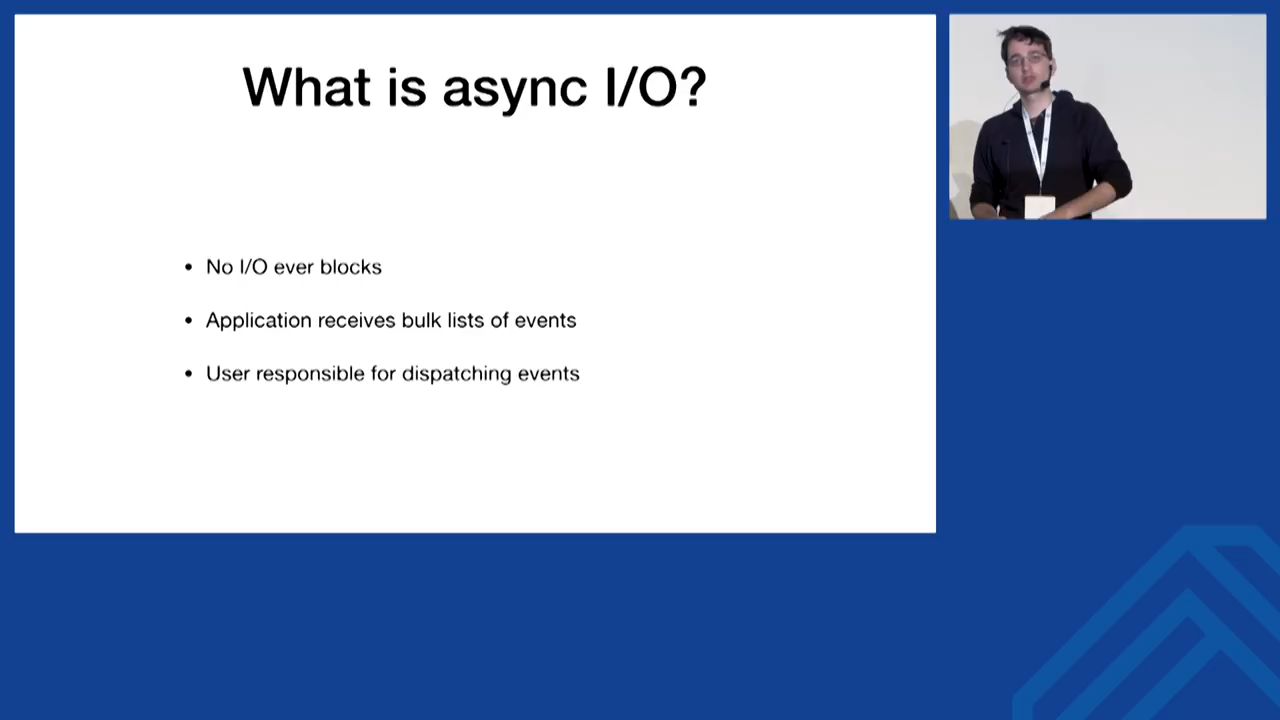 What is async I/O?
• No I/O ever blocks
• Application receives bulk lists of events
• User responsible for dispatching events